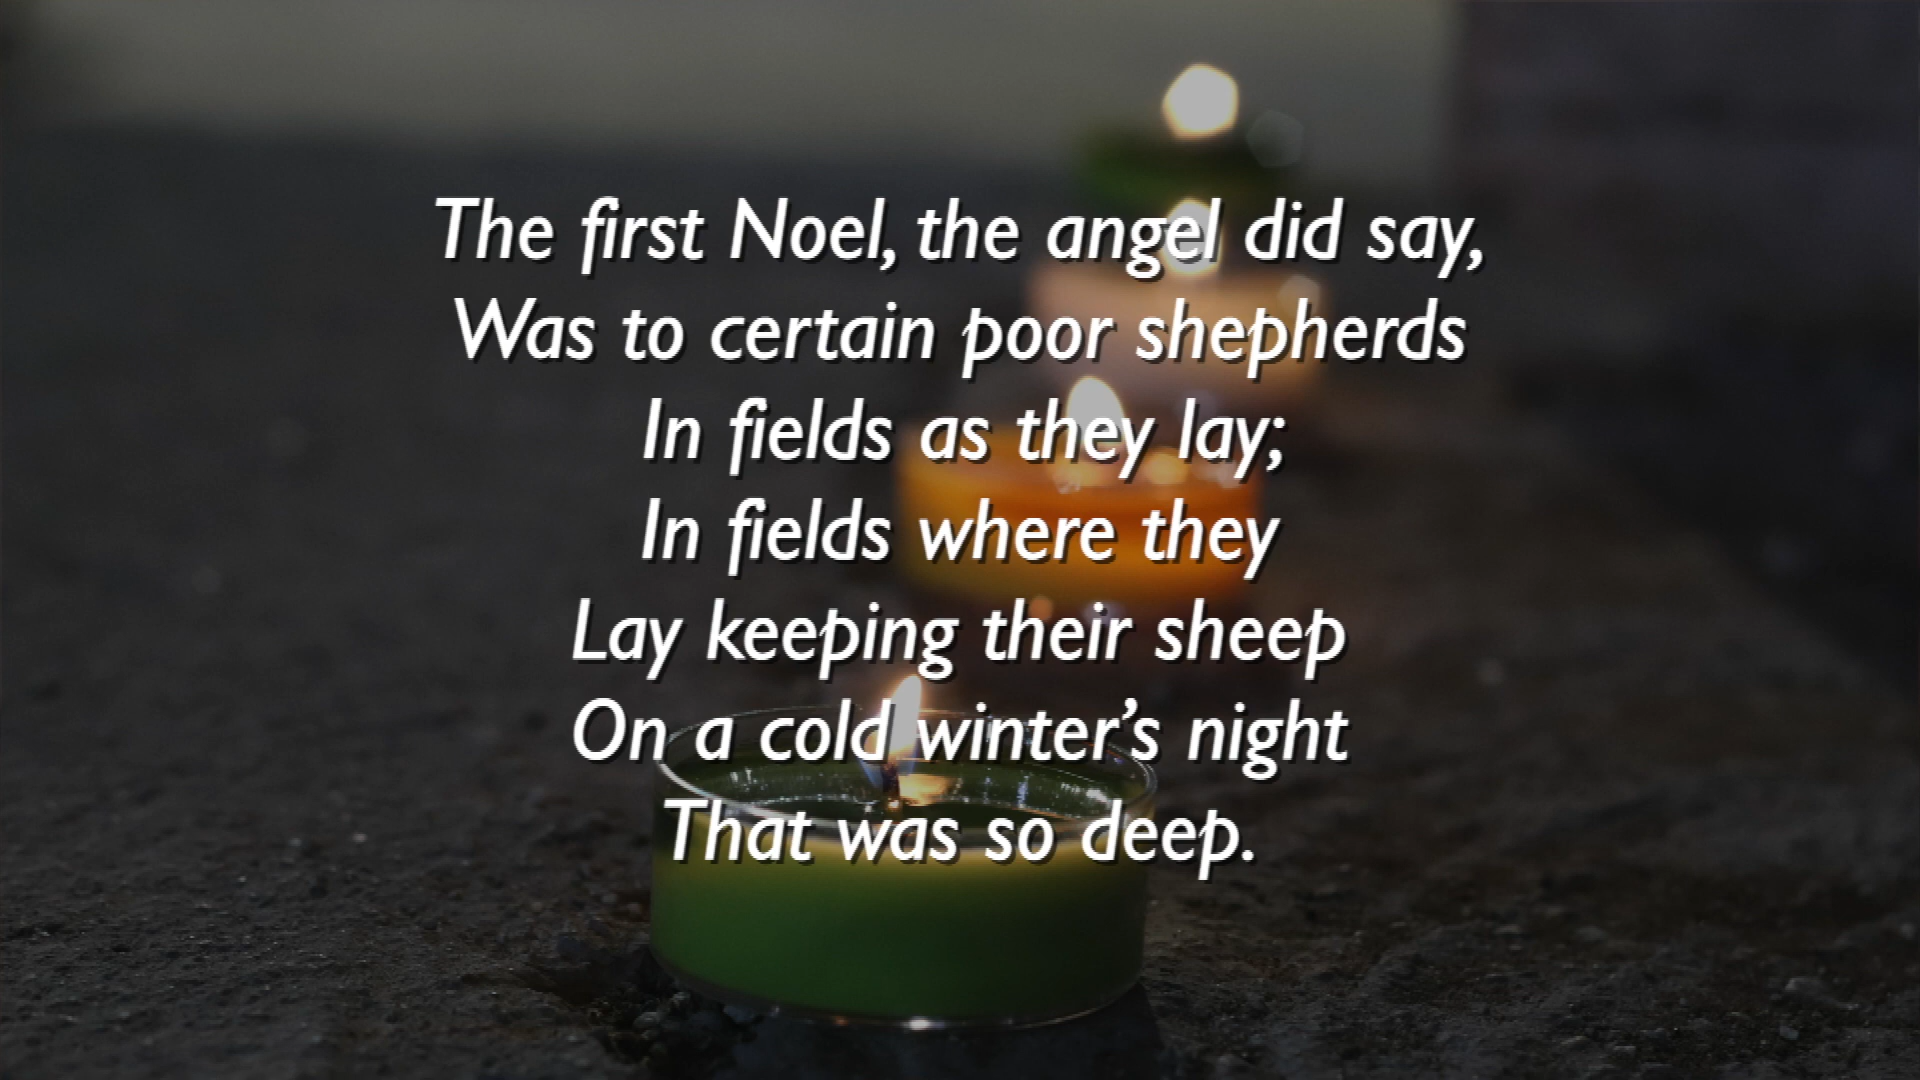 The first Noel, the angel did say,
Was to certain poor shepherds
In fields as they lay;
In fields where they
Lay keeping their sheep
On a cold winter’s night
That was so deep.